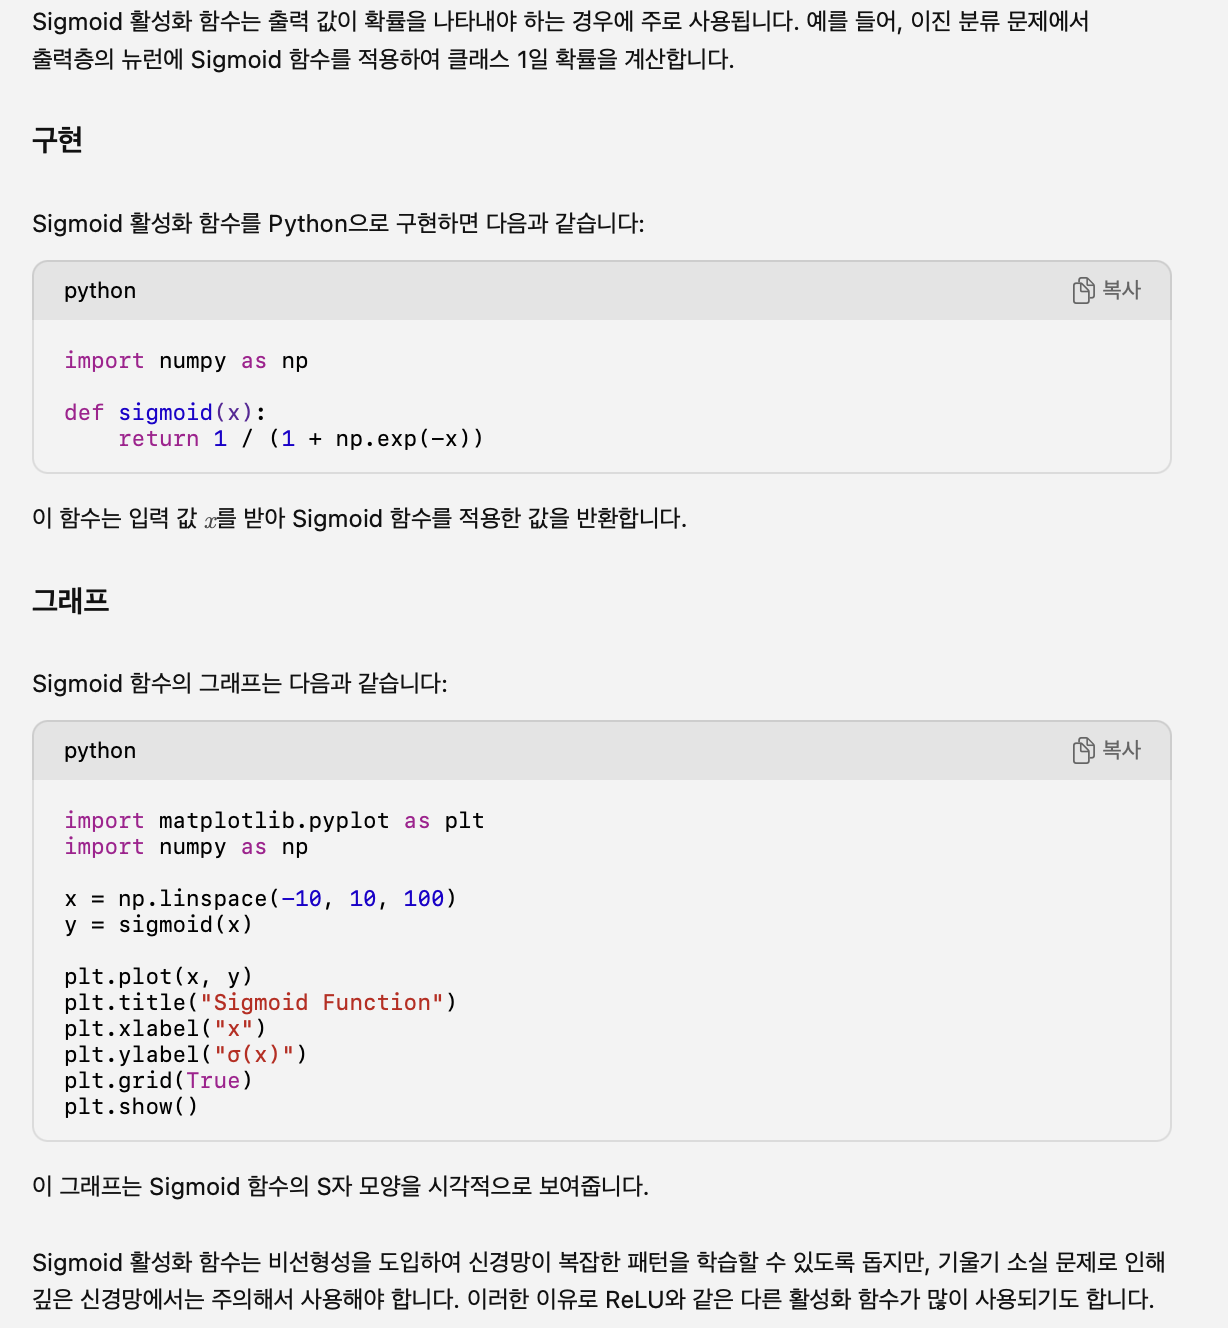 Sigmoid 활성화 함수는 출력 값이 확률을 나타내야 하는 경우에 주로 사용됩니다. 예를 들어, 이진 분류 문제에서
출력층의 뉴런에 Sigmoid 함수를 적용하여 클래스 1일 확률을 계산합니다.
구현
Sigmoid 활성화 함수를 Python으로 구현하면 다음과 같습니다:
python 복사
import numpy as np
def sigmoid(x):
    return 1 / (1 + np.exp(-x))
이 함수는 입력 값 x를 받아 Sigmoid 함수를 적용한 값을 반환합니다.
그래프
Sigmoid 함수의 그래프는 다음과 같습니다:
python 복사
import matplotlib.pyplot as plt
import numpy as np
x = np.linspace(-10, 10, 100)
y = sigmoid(x)
plt.plot(x, y)
plt.title("Sigmoid Function")
plt.xlabel("x")
plt.ylabel("σ(x)")
plt.grid(True)
plt.show()
이 그래프는 Sigmoid 함수의 S자 모양을 시각적으로 보여줍니다.
Sigmoid 활성화 함수는 비선형성을 도입하여 신경망이 복잡한 패턴을 학습할 수 있도록 돕지만, 기울기 소실 문제로 인해
깊은 신경망에서는 주의해서 사용해야 합니다. 이러한 이유로 ReLU와 같은 다른 활성화 함수가 많이 사용되기도 합니다.